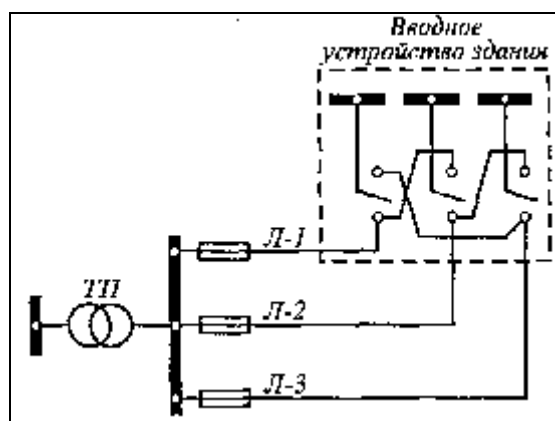 Вводное
устройство здания
Л-1
ТП
Л-2
Л-3